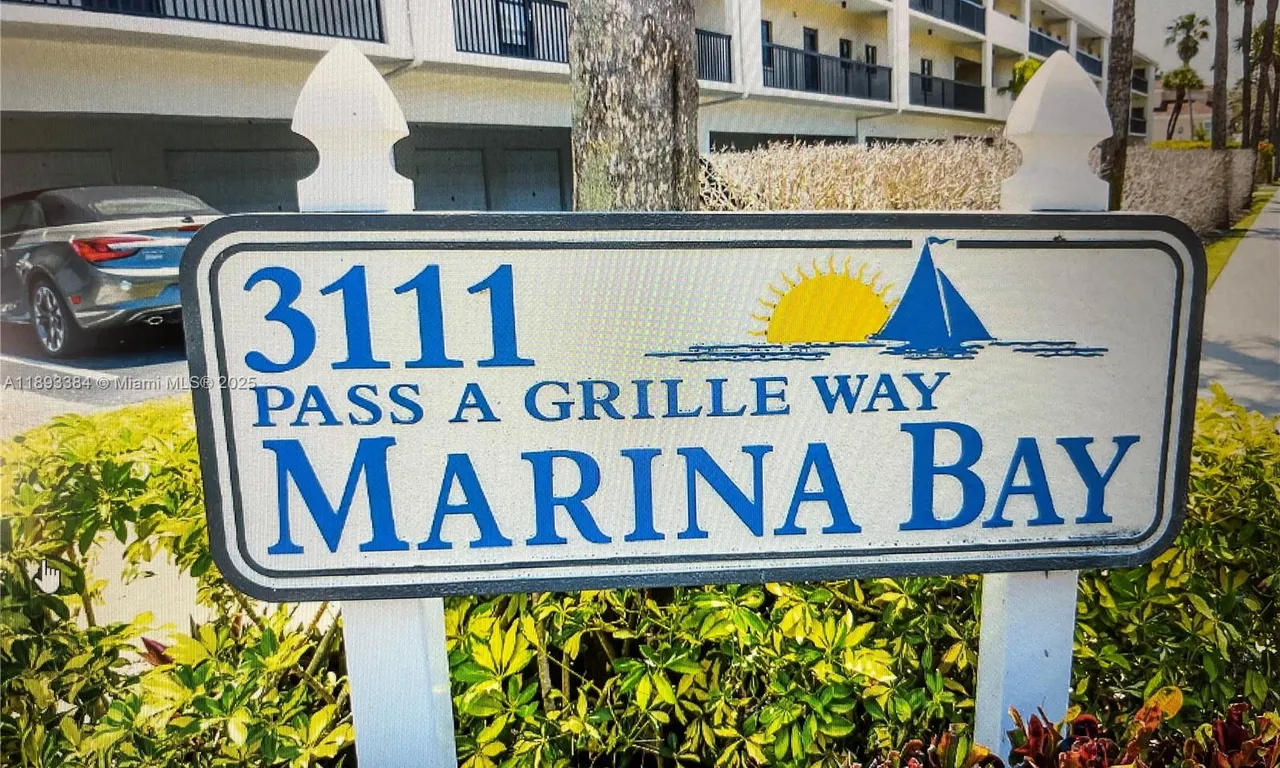 3111
PASS A GRILLE WAY
MARINA BAY
A11893384 © Miami MLS® 2025